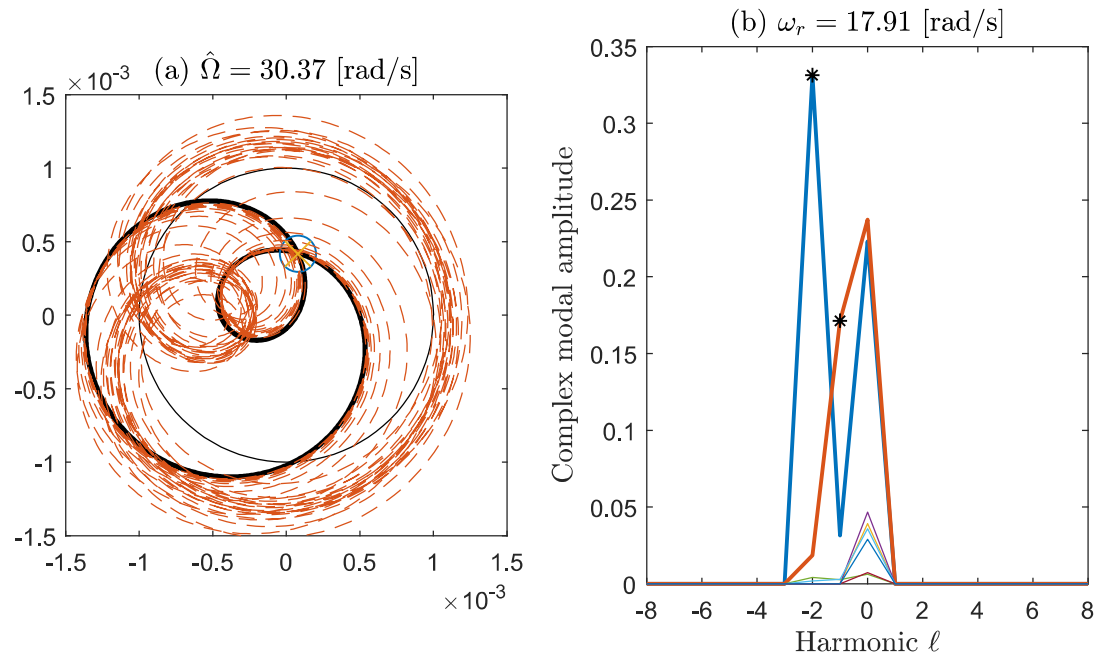 (a) Ω̂ = 30.37 [rad/s]
× 10⁻³
1.5
1
0.5
0
-0.5
-1
-1.5
-1.5 -1 -0.5 0 0.5 1 1.5
× 10⁻³
(b) ωᵣ = 17.91 [rad/s]
Complex modal amplitude
0.35
0.3
0.25
0.2
0.15
0.1
0.05
0
-8 -6 -4 -2 0 2 4 6 8
Harmonic ℓ